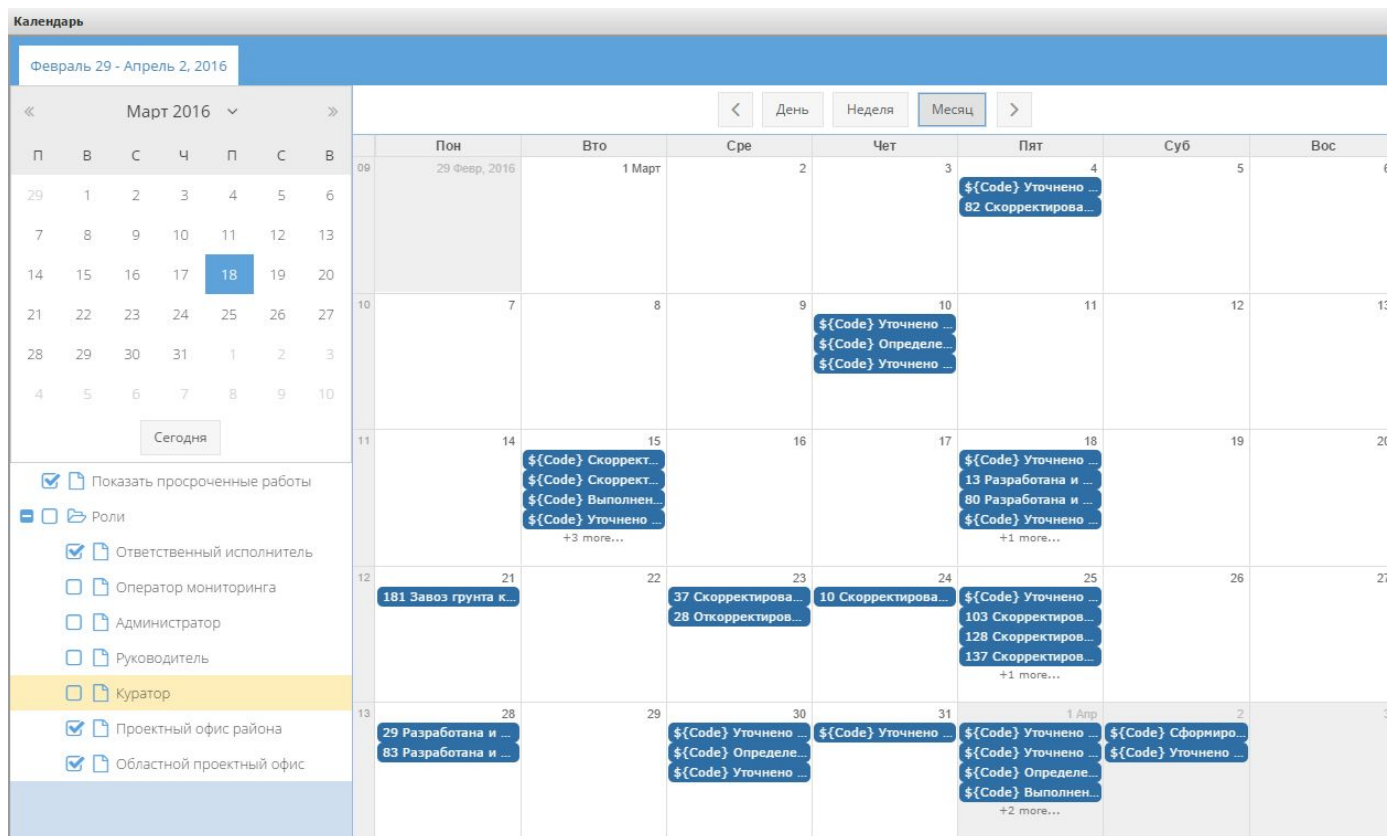 Календарь
Февраль 29 - Апрель 2, 2016
« Март 2016 »
П В С Ч П С В
29 1 2 3 4 5 6
7 8 9 10 11 12 13
14 15 16 17 18 19 20
21 22 23 24 25 26 27
28 29 30 31 1 2 3
4 5 6 7 8 9 10
Сегодня
Показать просроченные работы
Роли
Ответственный исполнитель
Оператор мониторинга
Администратор
Руководитель
Куратор
Проектный офис района
Областной проектный офис
< День Неделя Месяц >
Пон Вто Сре Чет Пят Суб Вос
09 29 Февр, 2016 1 Март 2 3 4 5 6
${Code} Уточнено ...
82 Скорректирова...
10 7 8 9 10 11 12 13
${Code} Уточнено ...
${Code} Определе...
${Code} Уточнено ...
11 14 15 16 17 18 19 20
${Code} Скоррект... ${Code} Уточнено ...
${Code} Скоррект... 13 Разработана и ...
${Code} Выполнен... 80 Разработана и ...
${Code} Уточнено ... ${Code} Уточнено ...
+3 more... +1 more...
12 21 22 23 24 25 26 27
181 Завоз грунта к... 37 Скорректирова... 10 Скорректирова... ${Code} Уточнено ...
28 Откорректиров... 103 Скорректиров...
128 Скорректиров...
137 Скорректиров...
+1 more...
13 28 29 30 31 1 Апр 2 3
29 Разработана и ... ${Code} Уточнено ... ${Code} Уточнено ... ${Code} Уточнено ... ${Code} Сформиро...
83 Разработана и ... ${Code} Определе... ${Code} Уточнено ... ${Code} Уточнено ...
${Code} Уточнено ... ${Code} Определе...
${Code} Выполнен...
+2 more...